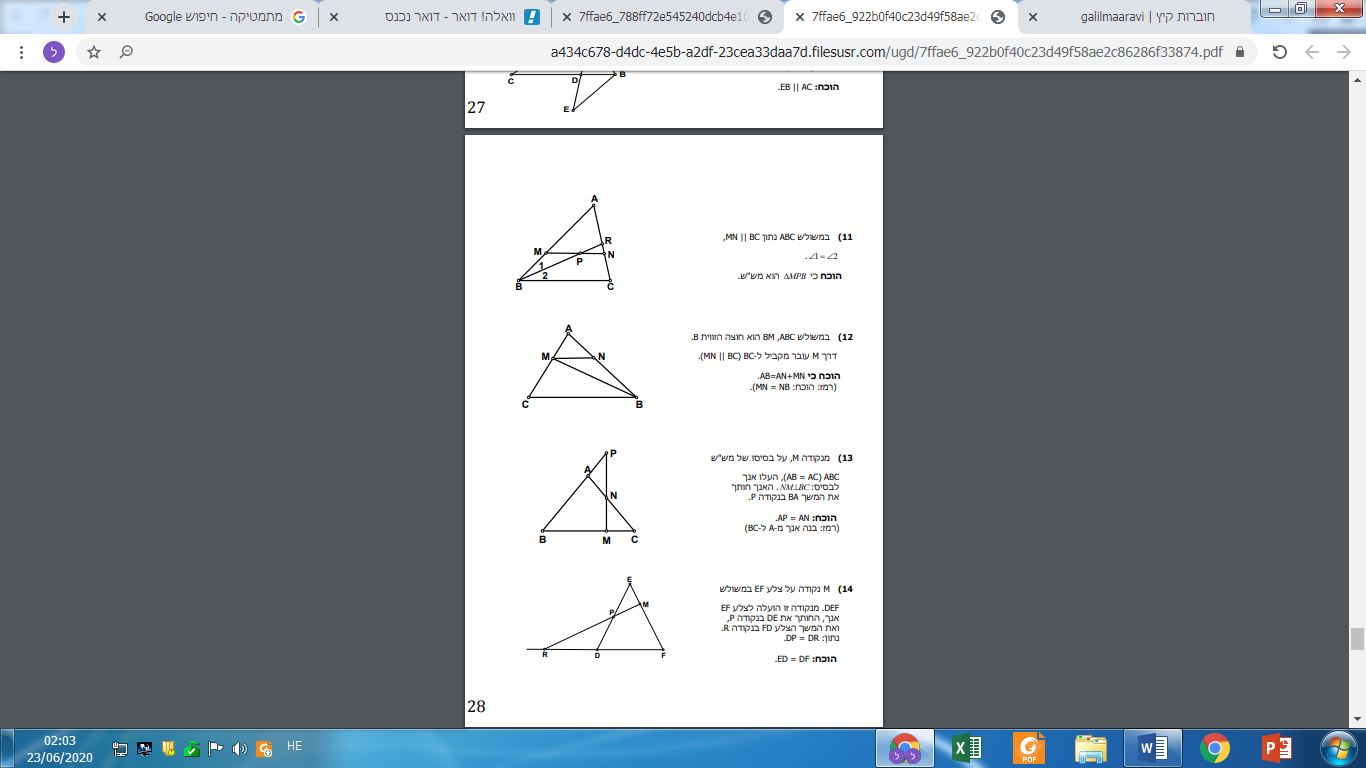 חוברות קיץ | galilmaaravi
7ffae6_922b0f40c23d49f58ae2c
7ffae6_788ff72e545240dcb4e10
וואלה! דואר - דואר נכנס
מתמטיקה - חיפוש Google
a434c678-d4dc-4e5b-a2df-23cea33daa7d.filesusr.com/ugd/7ffae6_922b0f40c23d49f58ae2c86286f33874.pdf
ל
C D B
E
הוכח: EB || AC.
27
11) במשולש ABC נתון MN || BC,
∠1 = ∠2.
הוכח כי ΔMPB הוא מש"ש.
A
R
M P N
1
2
B C
12) במשולש ABC, BM הוא חוצה הזווית B.
דרך M עובר מקביל ל-BC (MN || BC).
הוכח כי AB=AN+MN.
(רמז: הוכח: MN = NB).
A
M N
C B
13) מנקודה M, על בסיסו של מש"ש
ABC (AB = AC), העלו אנך
לבסיס: NM⊥BC. האנך חותך
את המשך BA בנקודה P.
הוכח: AP = AN.
(רמז: בנה אנך מ-A ל-BC)
P
A
N
B M C
14) M נקודה על צלע EF במשולש
DEF. מנקודה זו הועלה לצלע EF
אנך, החותך את DE בנקודה P,
ואת המשך הצלע FD בנקודה R.
נתון: DP = DR.
הוכח: ED = DF.
E
M
P
R D F
28
02:03
23/06/2020
HE
PDF